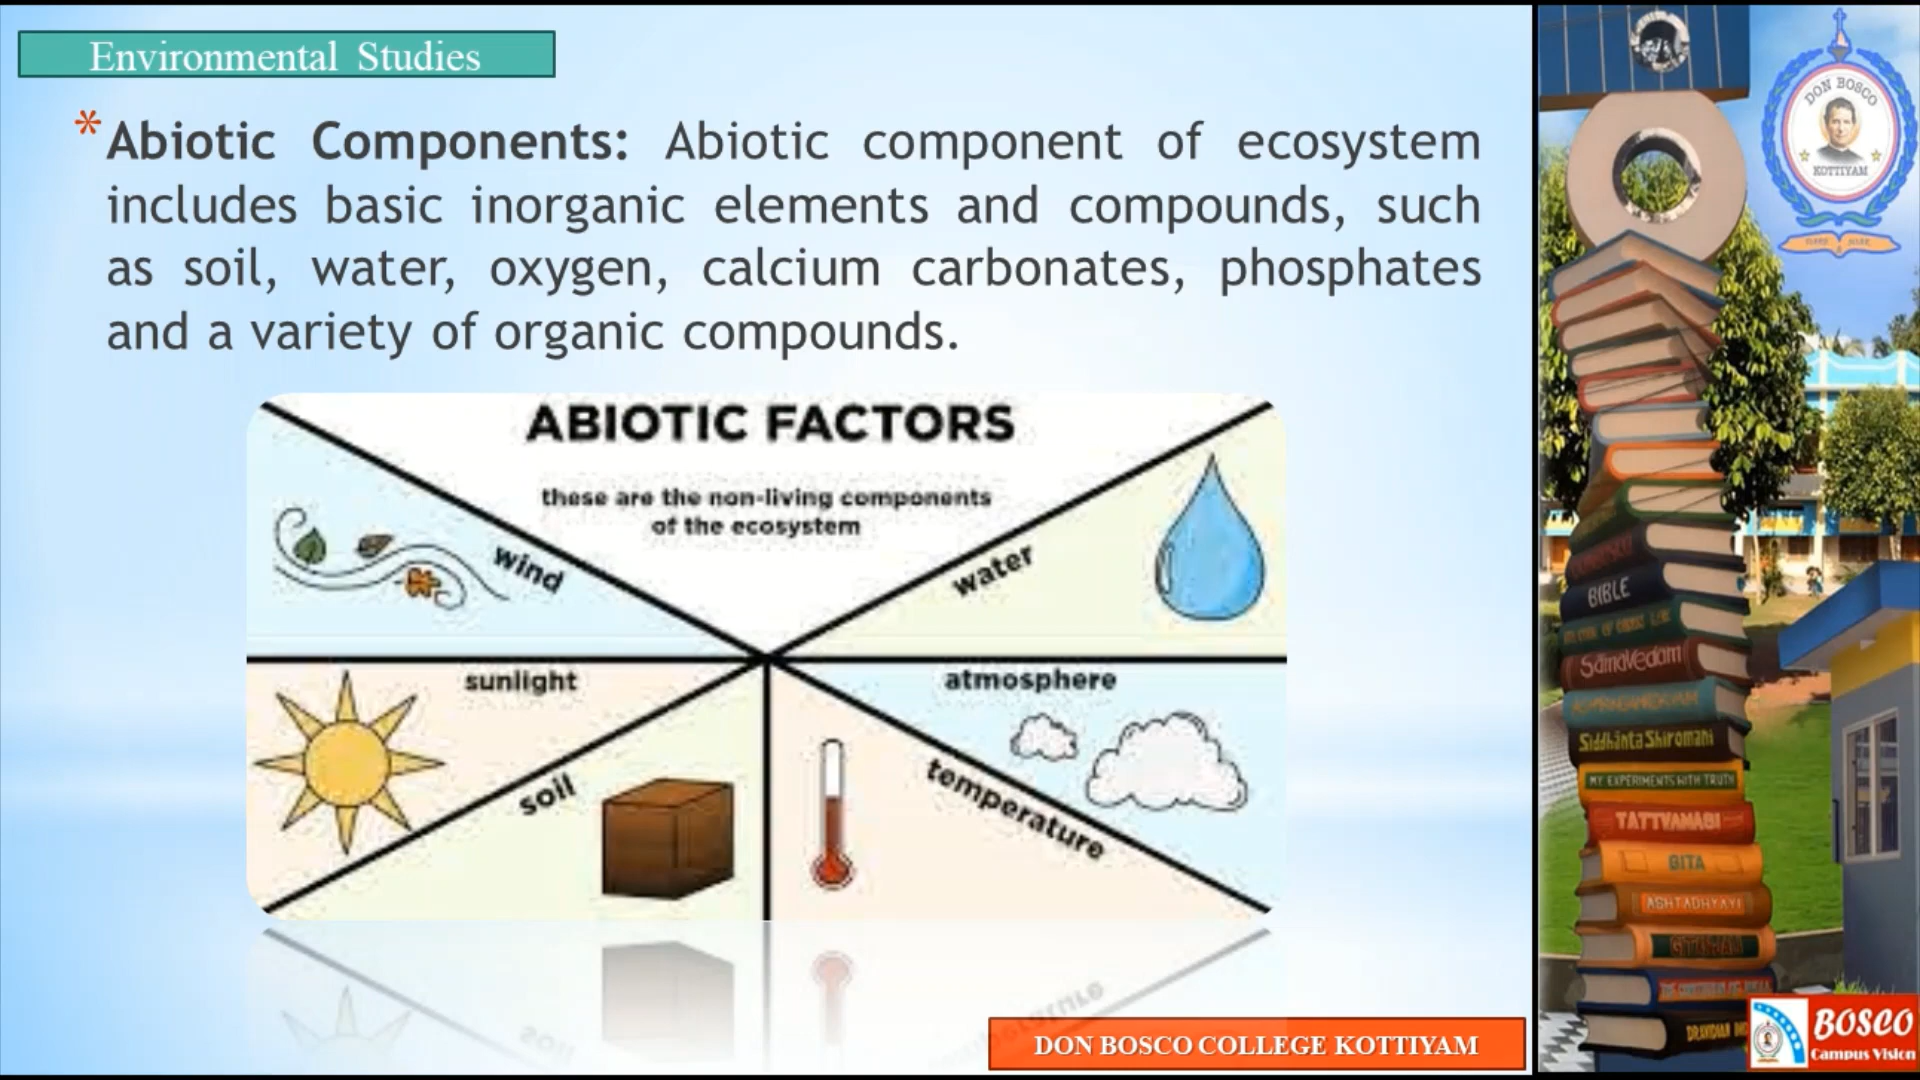 Environmental Studies
* Abiotic Components: Abiotic component of ecosystem
includes basic inorganic elements and compounds, such
as soil, water, oxygen, calcium carbonates, phosphates
and a variety of organic compounds.
ABIOTIC FACTORS
these are the non-living components
of the ecosystem
wind
water
sunlight
atmosphere
soil
temperature
DON BOSCO COLLEGE KOTTIYAM
DON BOSCO
KOTTIYAM
BIBLE
SāmaVedam
Siddhānta Shiromani
MY EXPERIMENTS WITH TRUTH
TATTVAMASI
GITA
ASHTADHYAYI
BOSCO
Campus Vision